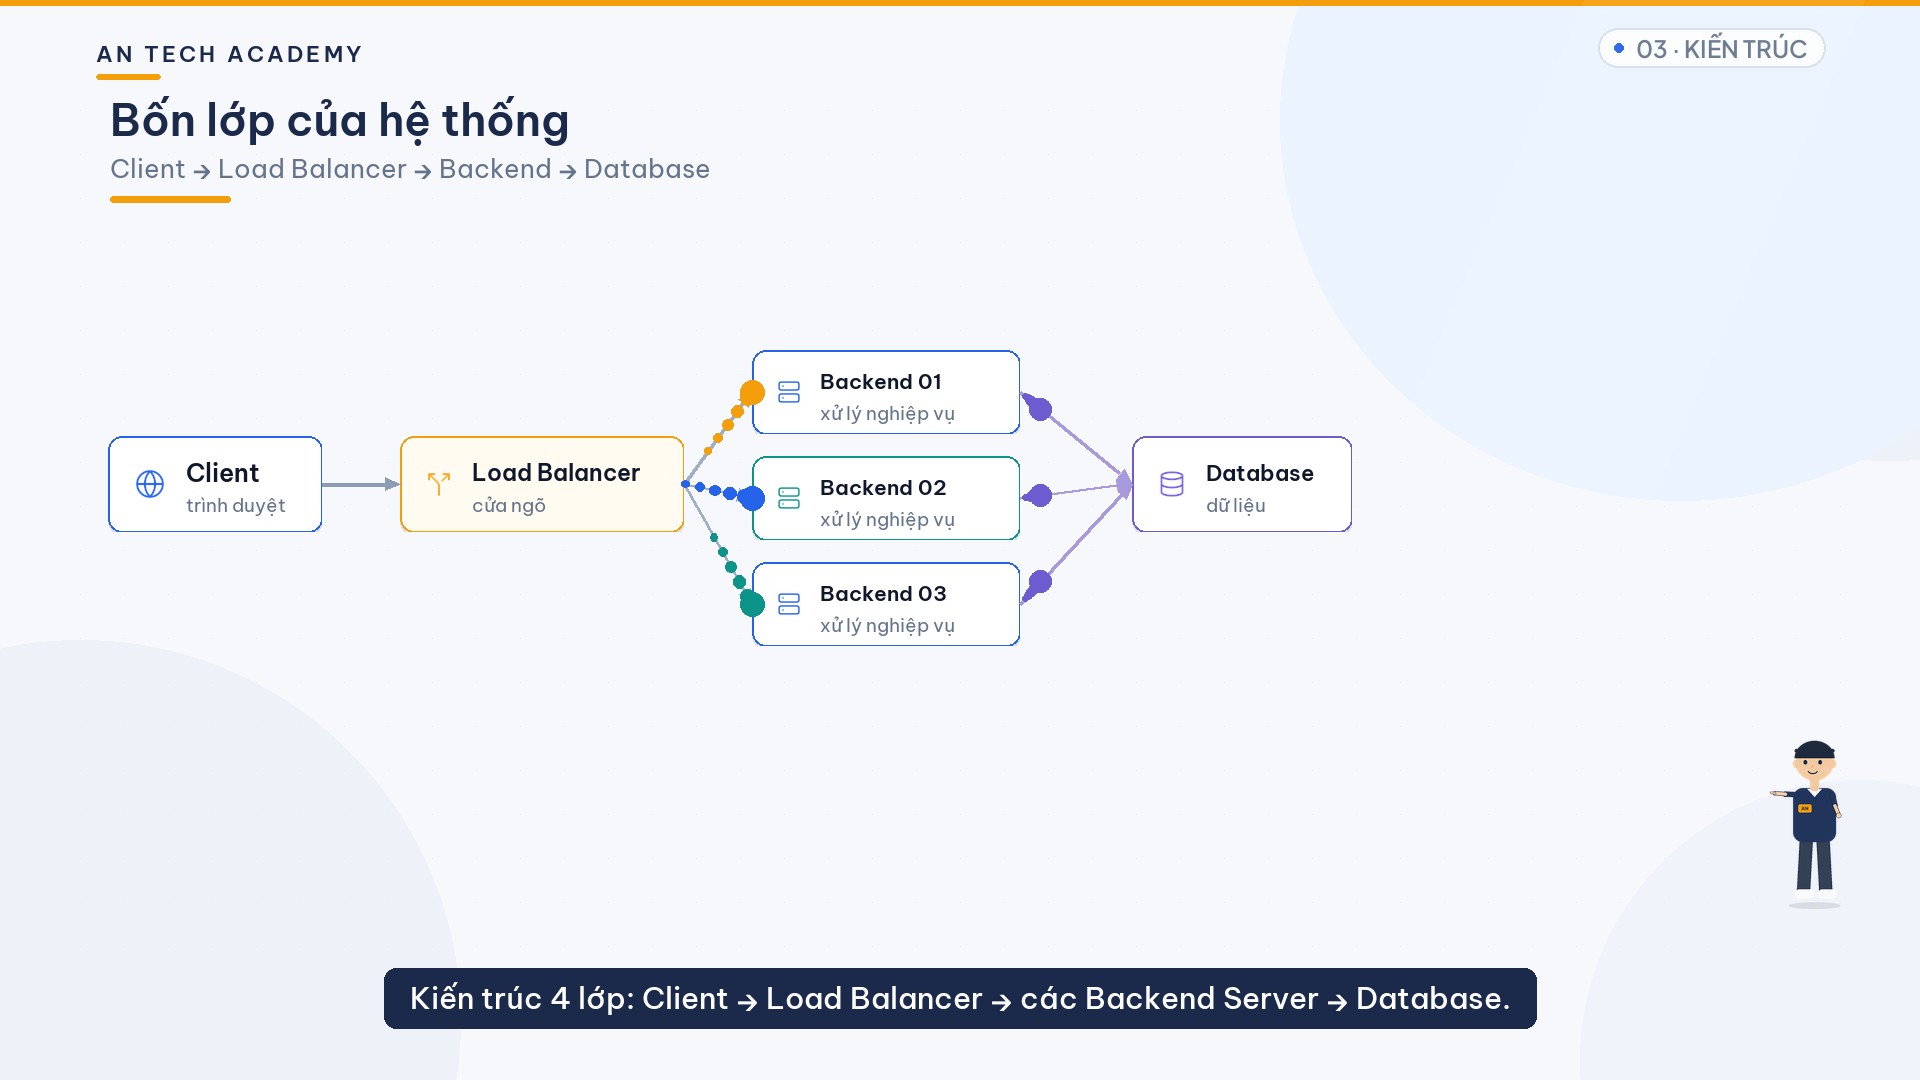 AN TECH ACADEMY
03 · KIẾN TRÚC
Bốn lớp của hệ thống
Client → Load Balancer → Backend → Database
Client
trình duyệt
Load Balancer
cửa ngõ
Backend 01
xử lý nghiệp vụ
Backend 02
xử lý nghiệp vụ
Backend 03
xử lý nghiệp vụ
Database
dữ liệu
AN
Kiến trúc 4 lớp: Client → Load Balancer → các Backend Server → Database.